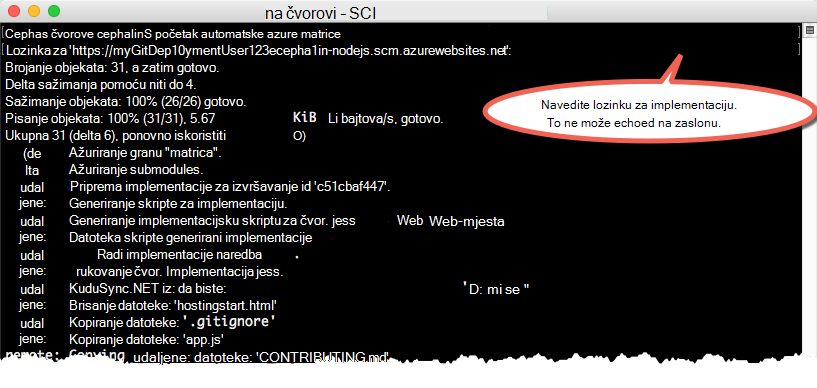 na čvorovi - SCI
Cephas čvorove cephalinS početak automatske azure matrice
Lozinka za 'https://myGitDep10ymentUser123ecepha1in-nodejs.scm.azurewebsites.net':
Brojanje objekata: 31, a zatim gotovo.
Delta sažimanja pomoću niti do 4.
Sažimanje objekata: 100% (26/26) gotovo.
Pisanje objekata: 100% (31/31), 5.67 KiB Li bajtova/s, gotovo.
Ukupna 31 (delta 6), ponovno iskoristiti O)
(de Ažuriranje granu "matrica".
lta Ažuriranje submodules.
udal Priprema implementacije za izvršavanje id 'c51cbaf447'.
jene: Generiranje skripte za implementaciju.
udal Generiranje implementacijsku skriptu za čvor. jess Web Web-mjesta
jene: Datoteka skripte generirani implementacije
udal Radi implementacije naredba .
jene: rukovanje čvor. Implementacija jess.
udal KuduSync.NET iz: da biste: 'D: mi se "
jene: Brisanje datoteke: 'hostingstart.html'
udal Kopiranje datoteke: '.gitignore'
jene: Kopiranje datoteke: 'app.js'
remote: Copying udaljene: datoteke: 'CONTRIBUTING.md'
Navedite lozinku za implementaciju.
To ne može echoed na zaslonu.